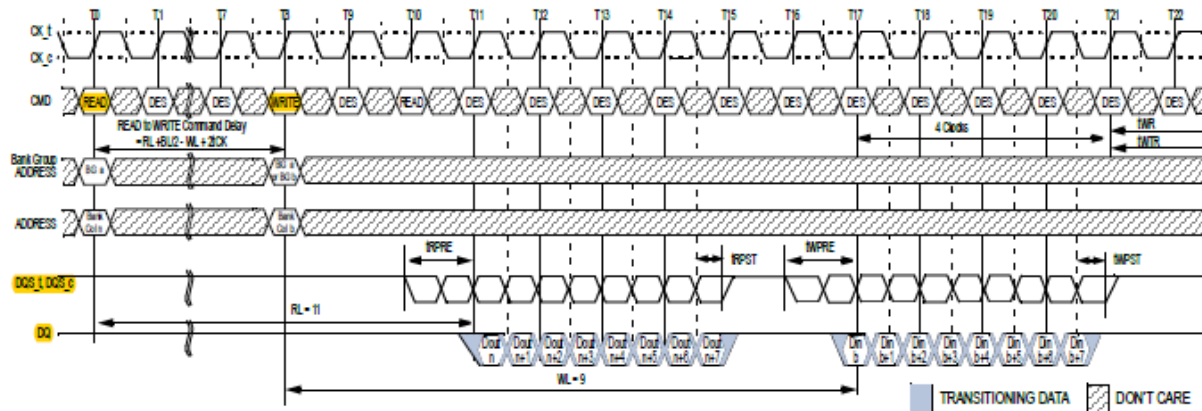 T0 T1 T7 T8 T9 T10 T11 T12 T13 T14 T15 T16 T17 T18 T19 T20 T21 T22
CK_t
CK_c
CMD READ DES DES WRITE DES READ DES DES DES DES DES DES DES DES DES DES DES DES
READ to WRITE Command Delay
= RL + BL/2 - WL + 2tCK
4 Clocks
tWR
tWTR
Bank Group
ADDRESS
BG a
BG a
or BG b
ADDRESS
Bank
Col n
Bank
Col b
tRPRE tRPST tWPRE tWPST
DQS_t, DQS_c
RL = 11
DQ
Dout Dout Dout Dout Dout Dout Dout Dout Din Din Din Din Din Din Din Din
n n+1 n+2 n+3 n+4 n+5 n+6 n+7 b b+1 b+2 b+3 b+4 b+5 b+6 b+7
WL = 9
TRANSITIONING DATA DON'T CARE